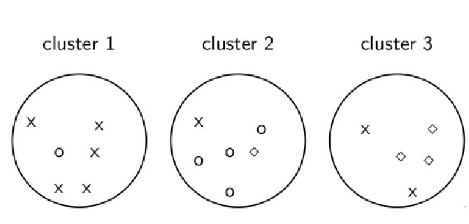 cluster 1 cluster 2 cluster 3
x x o x x x
x o x o o ◇
x o ◇ ◇ ◇
x x o x